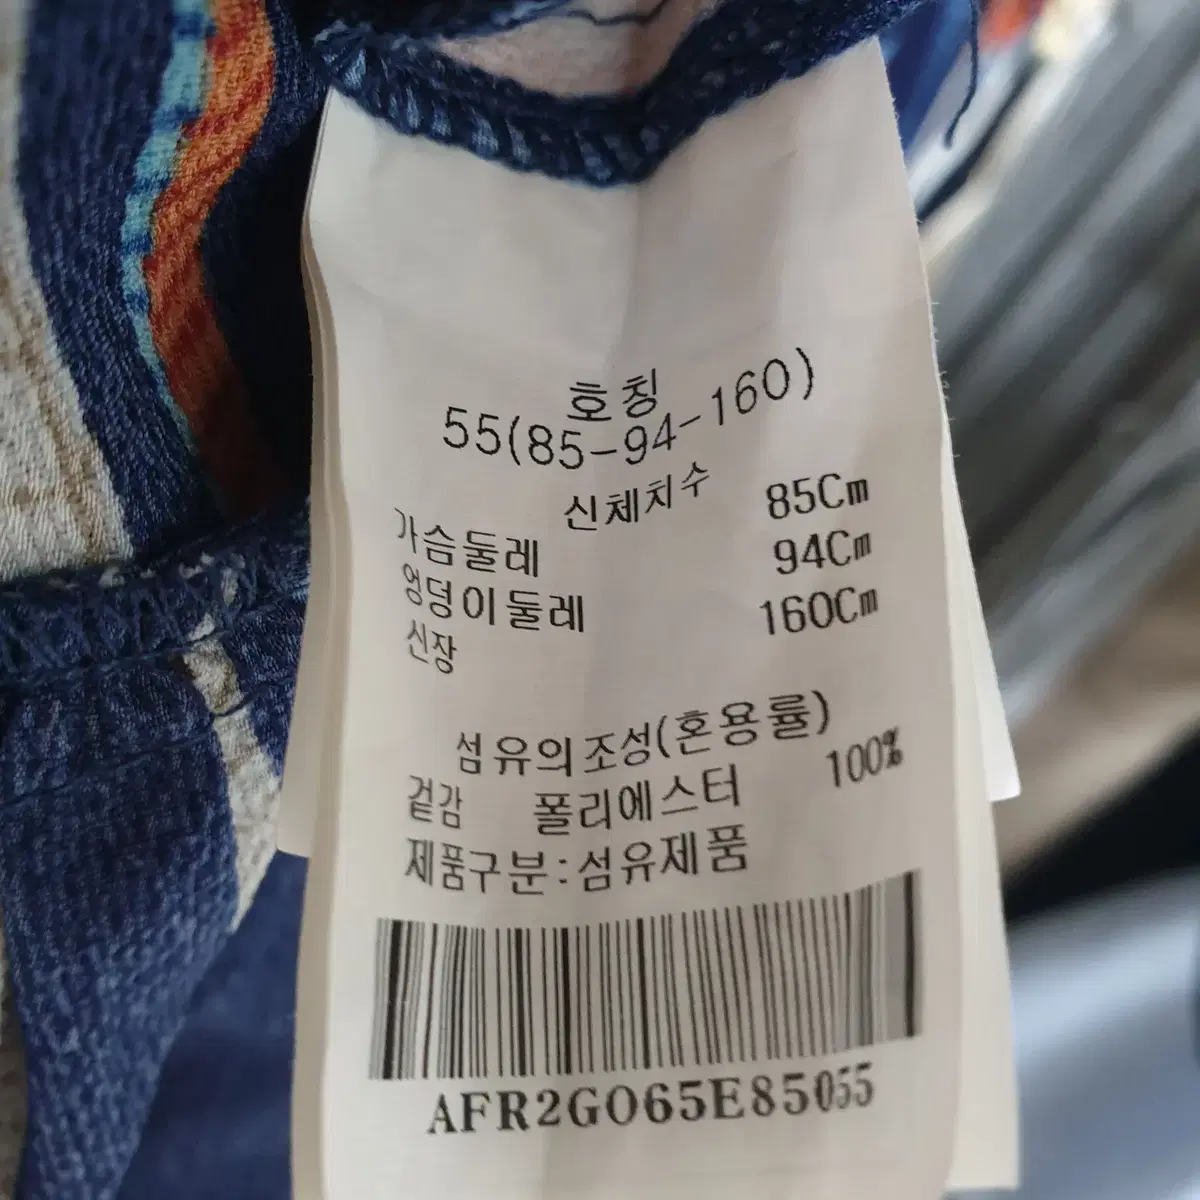 호칭
55(85-94-160)
신체치수
가슴둘레 85Cm
엉덩이둘레 94Cm
신장 160Cm
섬유의조성(혼용률)
겉감 폴리에스터 100%
제품구분:섬유제품
AFR2GO65E85055